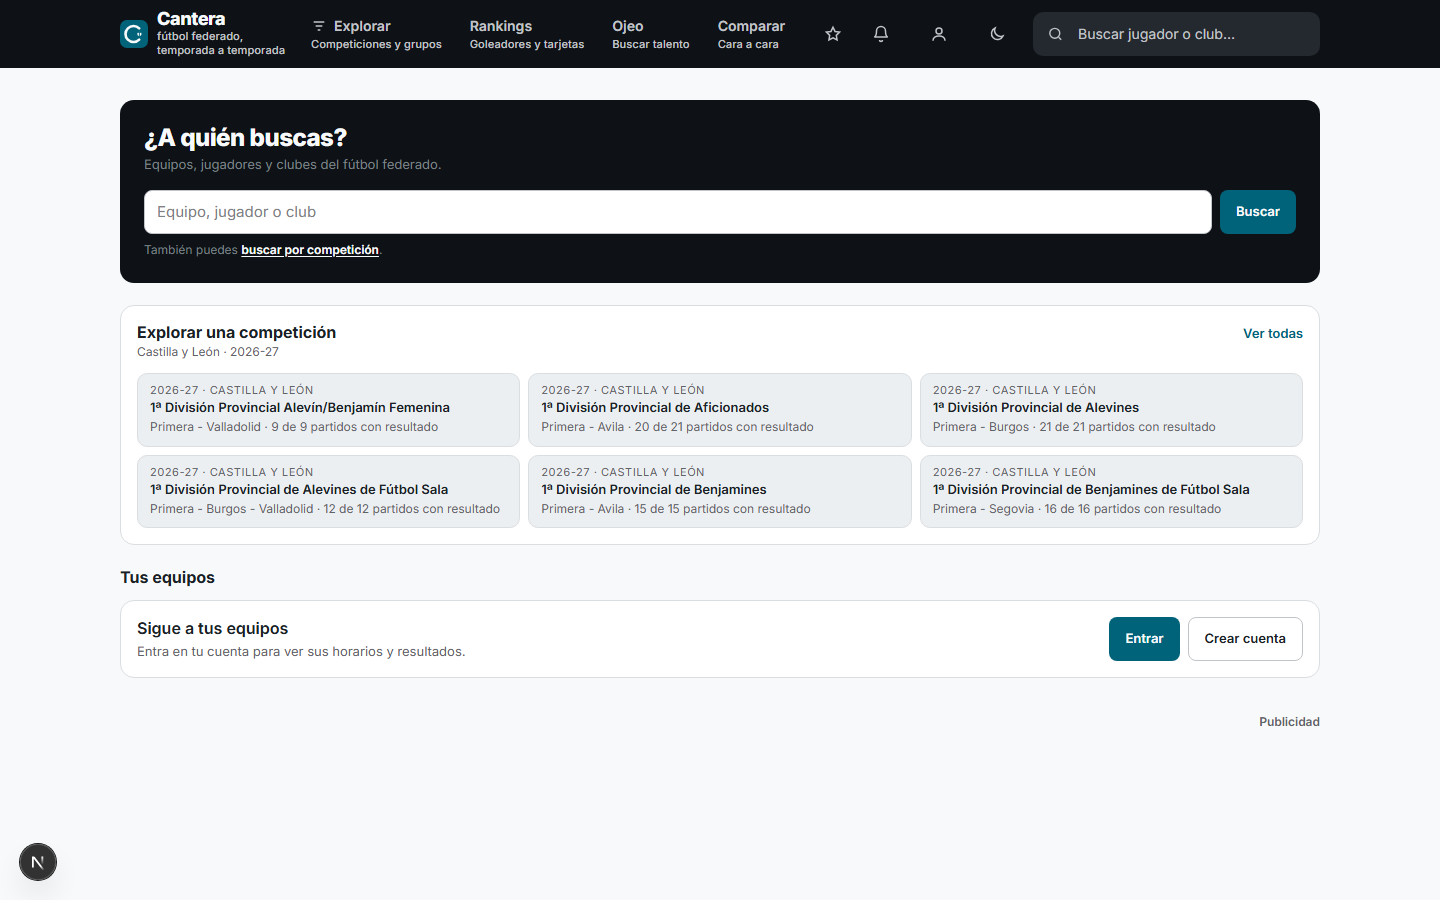 Cantera
fútbol federado,
temporada a temporada
Explorar
Competiciones y grupos
Rankings
Goleadores y tarjetas
Ojeo
Buscar talento
Comparar
Cara a cara
Buscar jugador o club...
¿A quién buscas?
Equipos, jugadores y clubes del fútbol federado.
Equipo, jugador o club
Buscar
También puedes buscar por competición.
Explorar una competición
Ver todas
Castilla y León · 2026-27
2026-27 · CASTILLA Y LEÓN
1ª División Provincial Alevín/Benjamín Femenina
Primera - Valladolid · 9 de 9 partidos con resultado
2026-27 · CASTILLA Y LEÓN
1ª División Provincial de Aficionados
Primera - Avila · 20 de 21 partidos con resultado
2026-27 · CASTILLA Y LEÓN
1ª División Provincial de Alevines
Primera - Burgos · 21 de 21 partidos con resultado
2026-27 · CASTILLA Y LEÓN
1ª División Provincial de Alevines de Fútbol Sala
Primera - Burgos - Valladolid · 12 de 12 partidos con resultado
2026-27 · CASTILLA Y LEÓN
1ª División Provincial de Benjamines
Primera - Avila · 15 de 15 partidos con resultado
2026-27 · CASTILLA Y LEÓN
1ª División Provincial de Benjamines de Fútbol Sala
Primera - Segovia · 16 de 16 partidos con resultado
Tus equipos
Sigue a tus equipos
Entra en tu cuenta para ver sus horarios y resultados.
Entrar
Crear cuenta
Publicidad
N